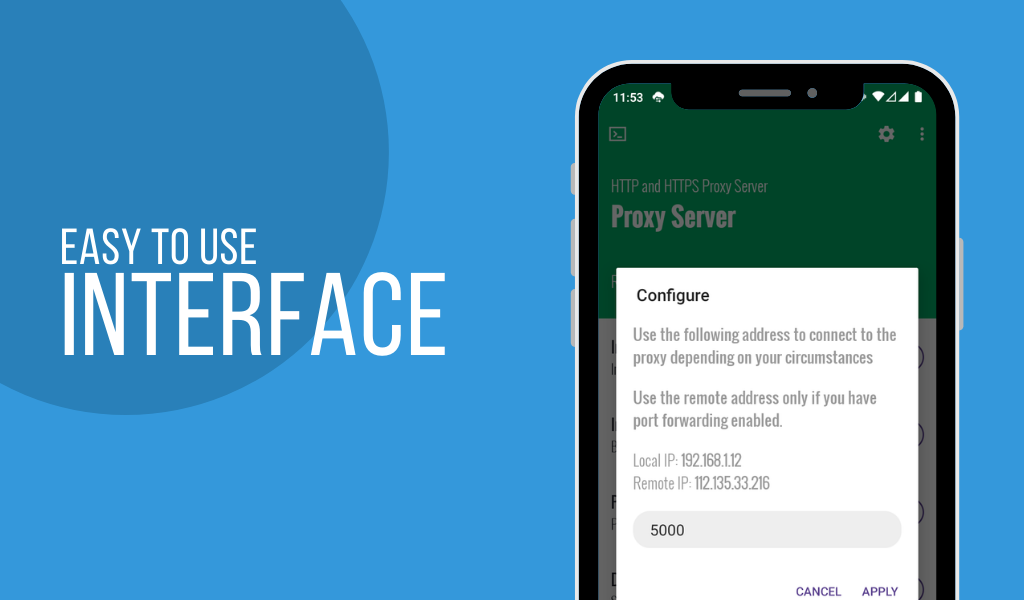 EASY TO USE
INTERFACE
11:53
HTTP and HTTPS Proxy Server
Proxy Server
Configure
Use the following address to connect to the
proxy depending on your circumstances
Use the remote address only if you have
port forwarding enabled.
Local IP: 192.168.1.12
Remote IP: 112.135.33.216
5000
CANCEL APPLY